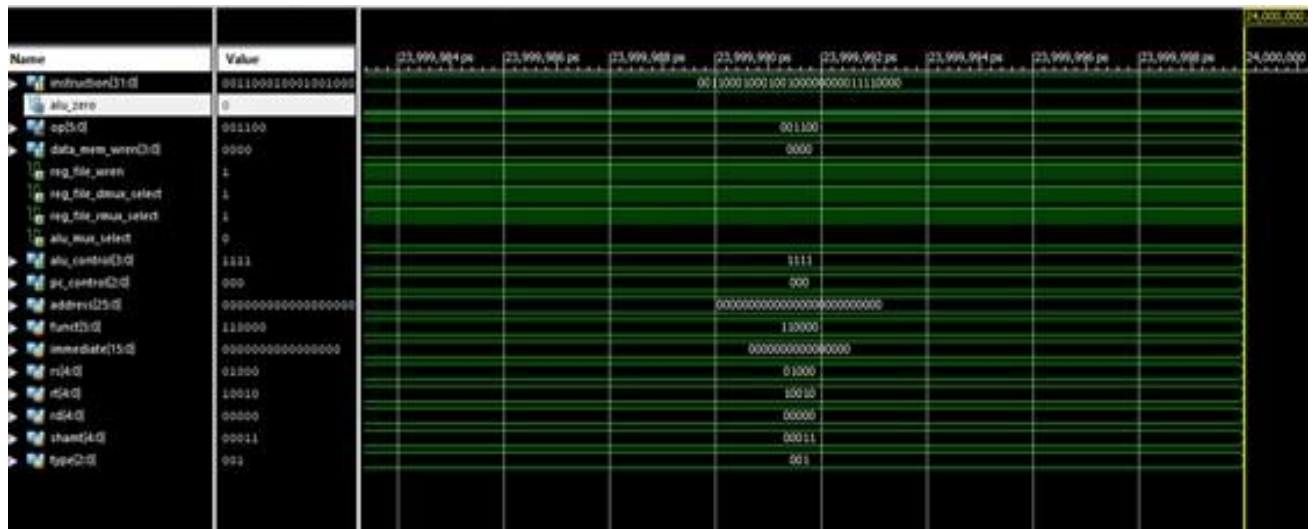 24,000,000
Name Value 23,999,984 ps 23,999,986 ps 23,999,988 ps 23,999,990 ps 23,999,992 ps 23,999,994 ps 23,999,996 ps 23,999,998 ps 24,000,000
instruction[31:0] 0011000100010010000 00110001000100100000000011110000
alu_zero 0
op[5:0] 001100 001100
data_mem_wren[3:0] 0000 0000
reg_file_wren 1
reg_file_dmux_select 1
reg_file_rmux_select 1
alu_mux_select 0
alu_control[3:0] 1111 1111
pc_control[2:0] 000 000
address[25:0] 0000000000000000000 00000000000000000000000000
funct[5:0] 110000 110000
immediate[15:0] 0000000000000000 0000000000000000
rs[4:0] 01000 01000
rt[4:0] 10010 10010
rd[4:0] 00000 00000
shamt[4:0] 00011 00011
type[2:0] 001 001